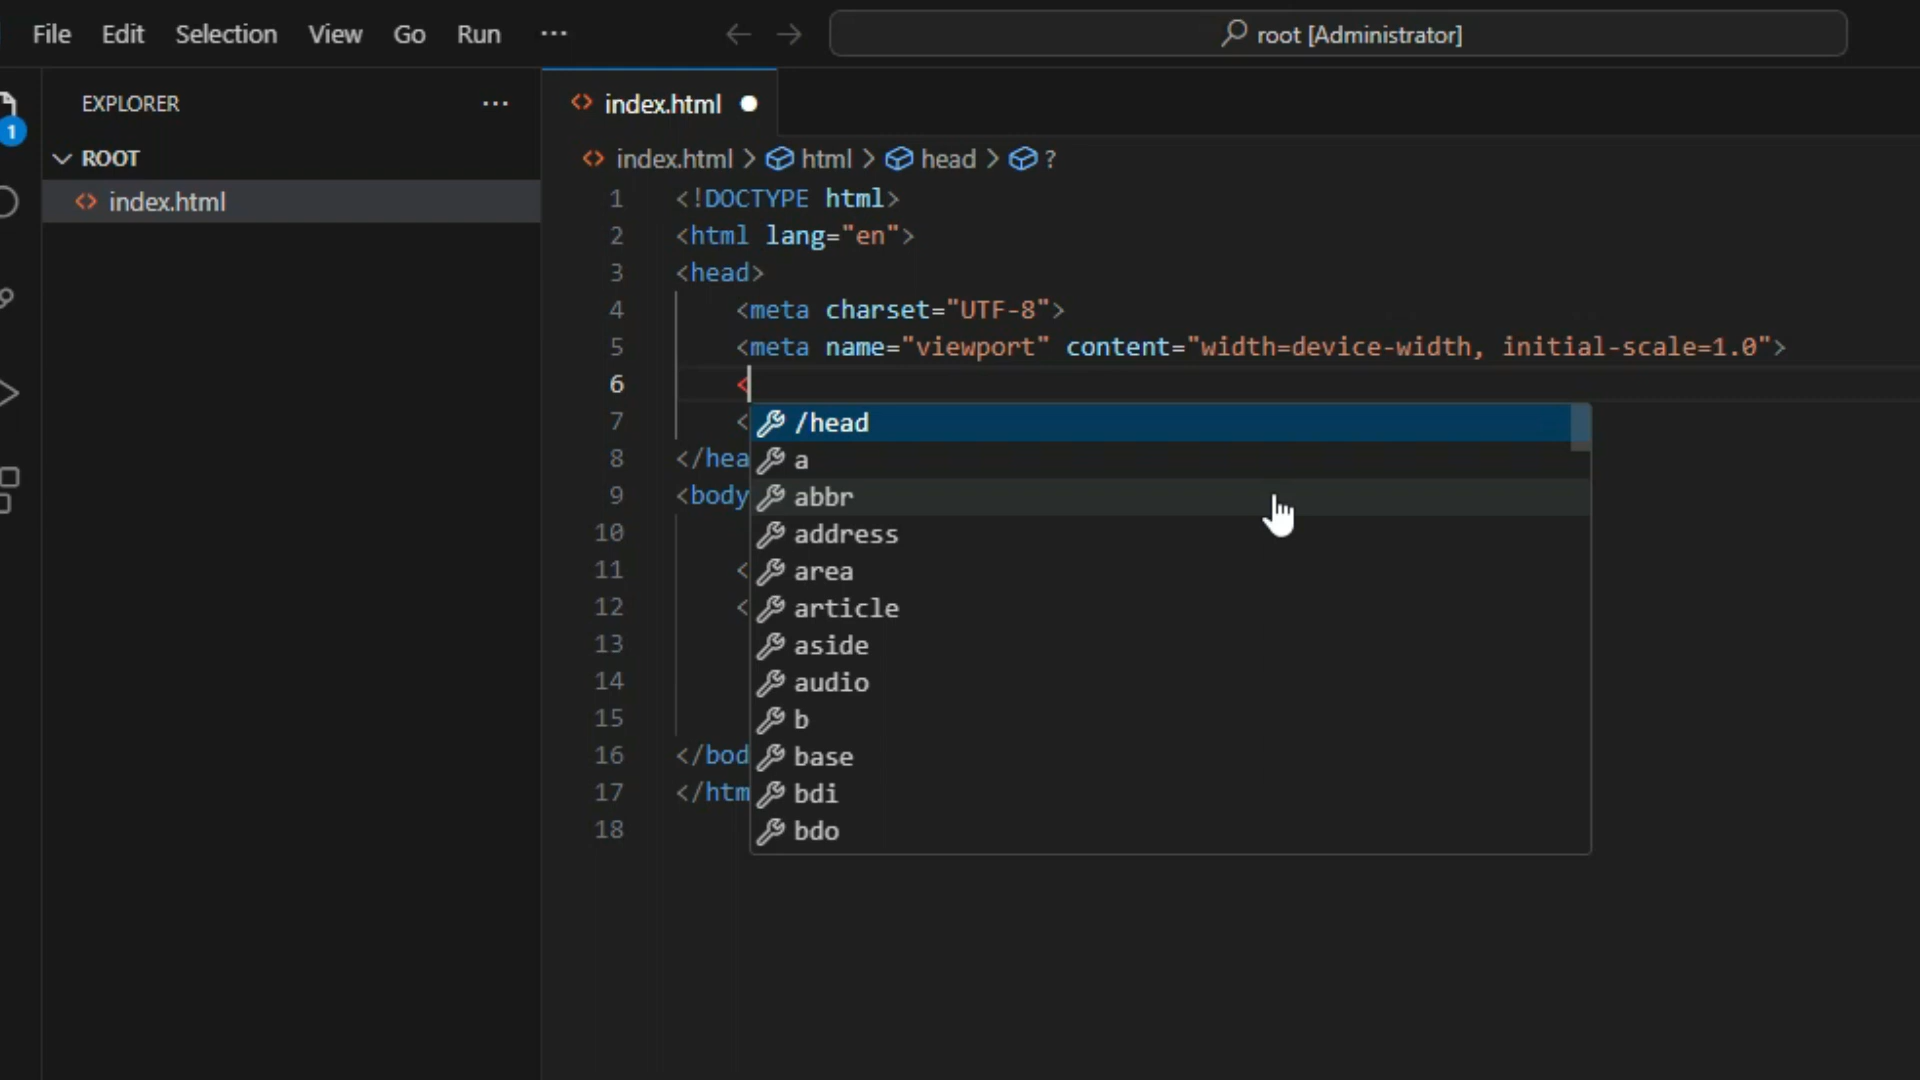 File Edit Selection View Go Run ···
root [Administrator]
EXPLORER ···
index.html
1
ROOT
index.html > html > head > ?
index.html
1 <!DOCTYPE html>
2 <html lang="en">
3 <head>
4 <meta charset="UTF-8">
5 <meta name="viewport" content="width=device-width, initial-scale=1.0">
6 <
7 <
/head
8 </hea
a
9 <body
abbr
10
address
11 <
area
12 <
article
13
aside
14
audio
15
b
16 </bod
base
17 </htm
bdi
18
bdo